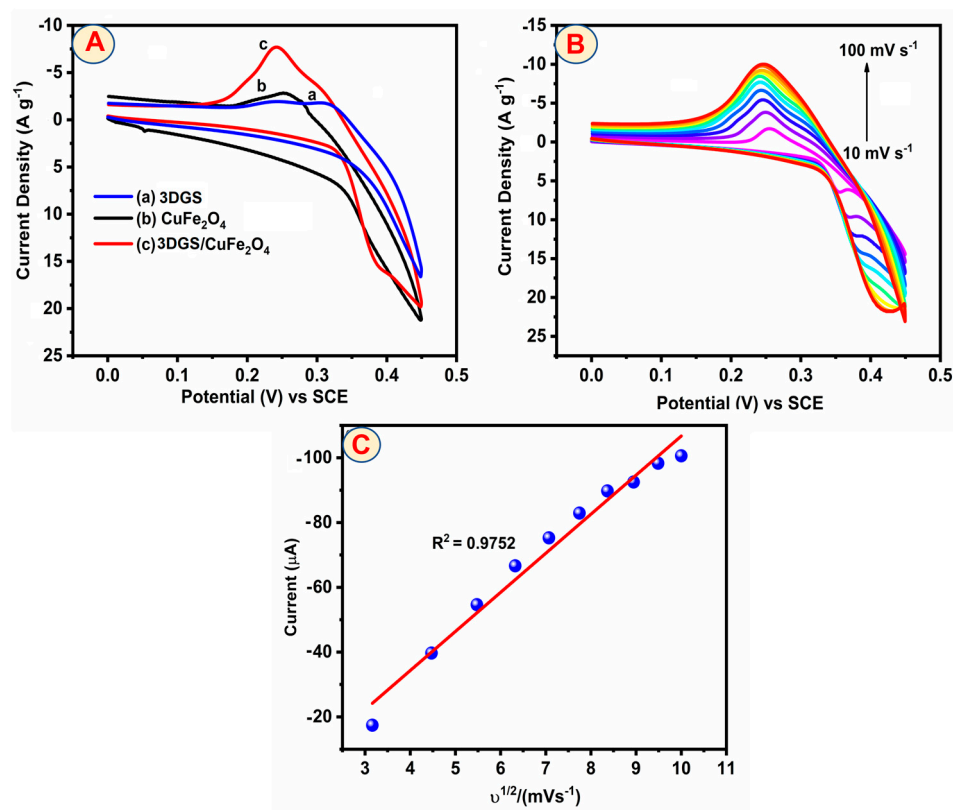 A
-10
-5
0
5
10
15
20
25
Current Density (A g⁻¹)
c
b
a
(a) 3DGS
(b) CuFe₂O₄
(c) 3DGS/CuFe₂O₄
0.0 0.1 0.2 0.3 0.4 0.5
Potential (V) vs SCE
B
-15
-10
-5
0
5
10
15
20
25
Current Density (A g⁻¹)
100 mV s⁻¹
10 mV s⁻¹
0.0 0.1 0.2 0.3 0.4 0.5
Potential (V) vs SCE
C
-100
-80
-60
-40
-20
Current (μA)
R² = 0.9752
3 4 5 6 7 8 9 10 11
υ¹/²/(mVs⁻¹)